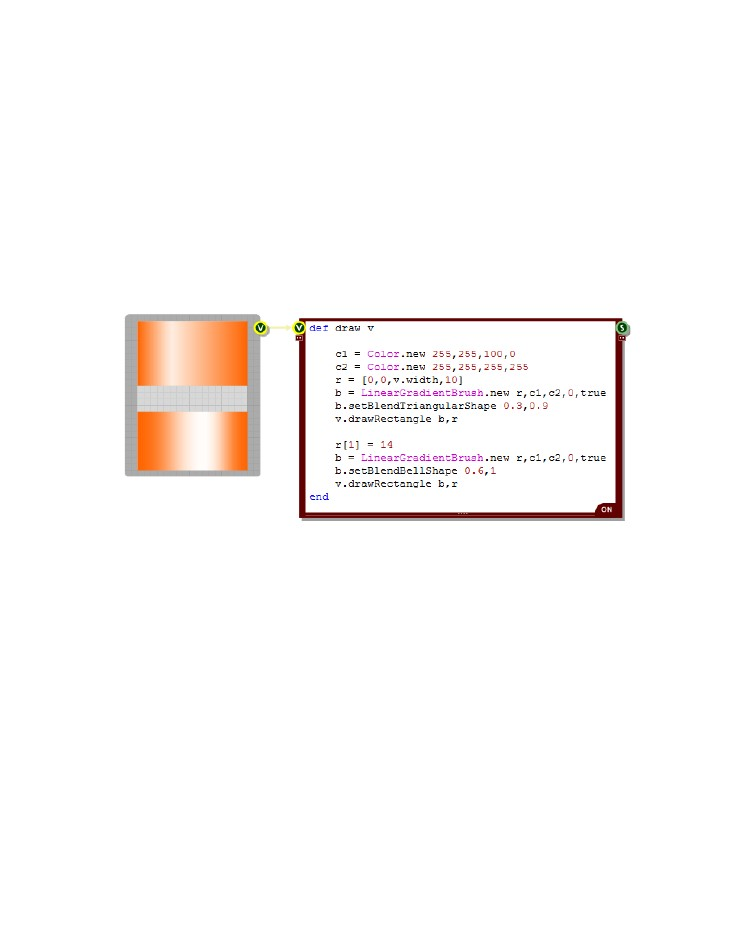 V
V
S
def draw v
c1 = Color.new 255,255,100,0
c2 = Color.new 255,255,255,255
r = [0,0,v.width,10]
b = LinearGradientBrush.new r,c1,c2,0,true
b.setBlendTriangularShape 0.3,0.9
v.drawRectangle b,r
r[1] = 14
b = LinearGradientBrush.new r,c1,c2,0,true
b.setBlendBellShape 0.6,1
v.drawRectangle b,r
end
ON